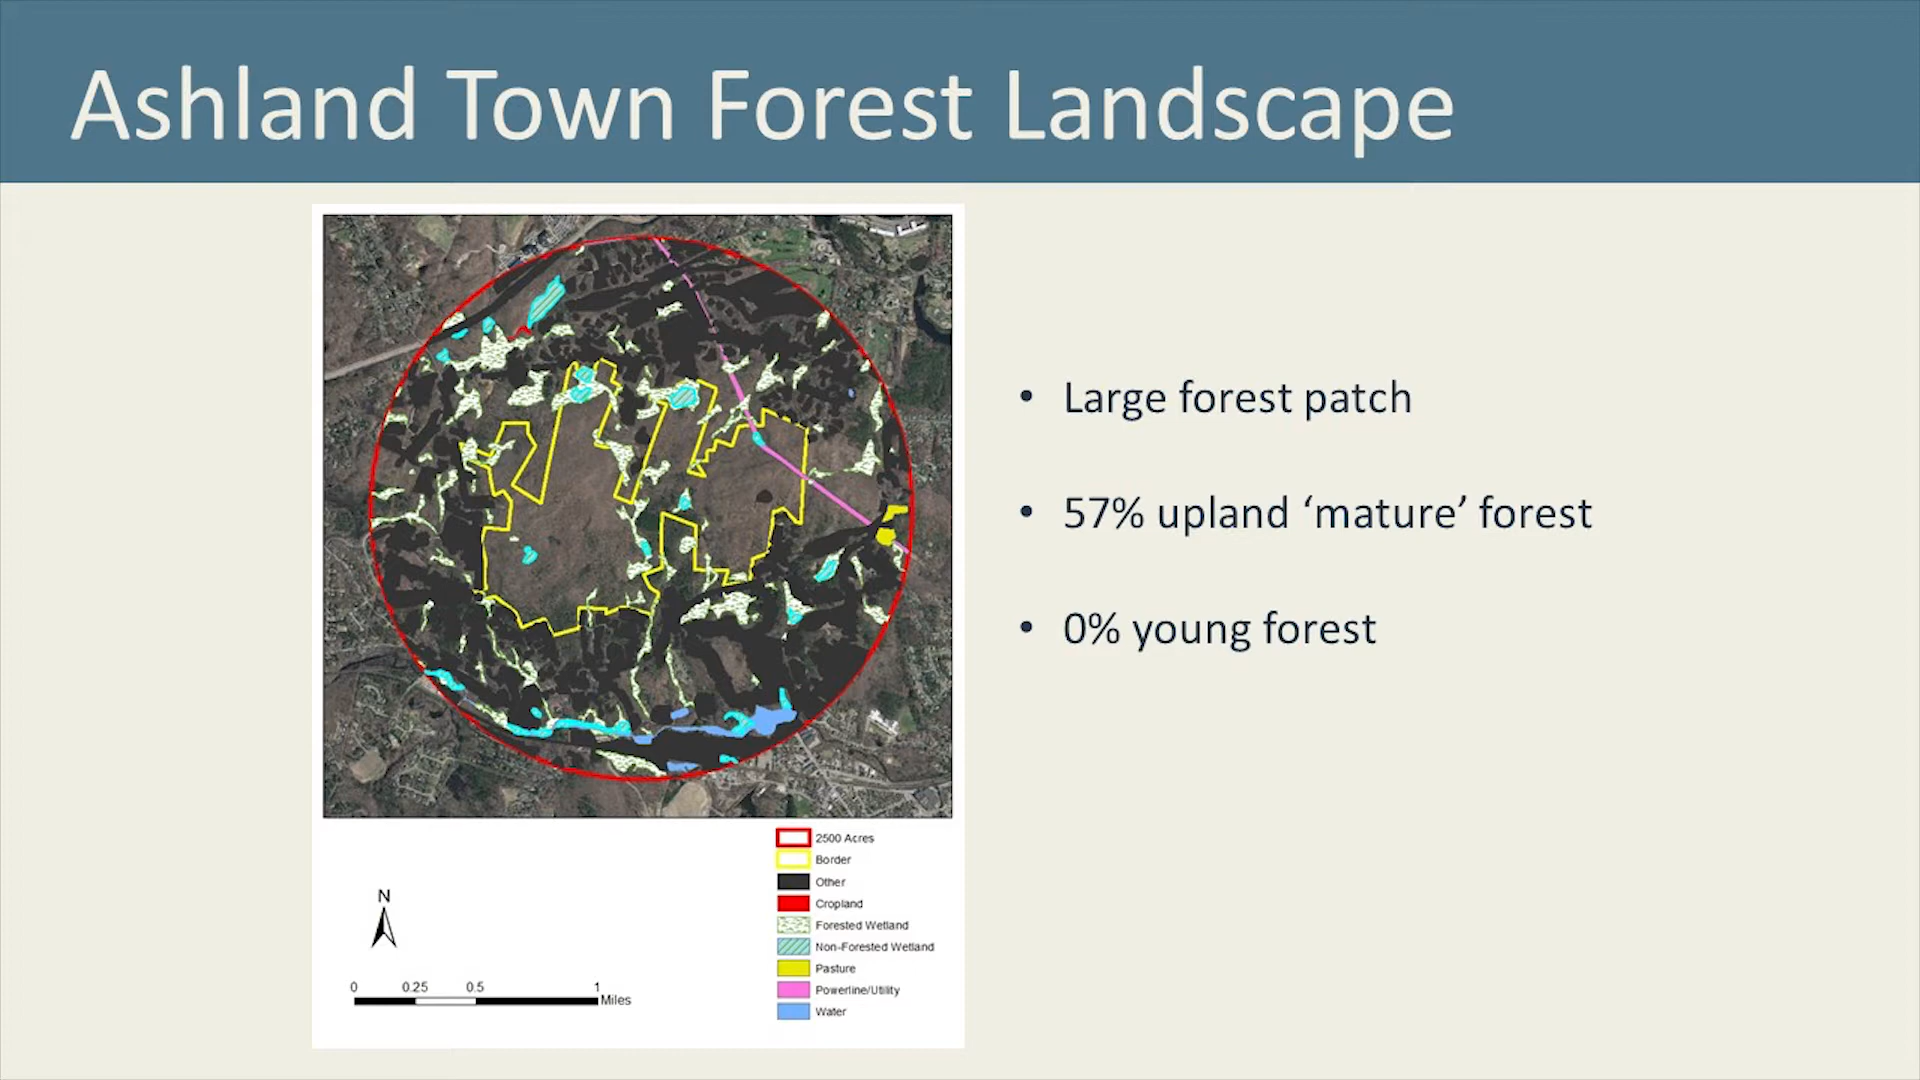 Ashland Town Forest Landscape
• Large forest patch
• 57% upland ‘mature’ forest
• 0% young forest
2500 Acres
Border
Other
Cropland
Forested Wetland
Non-Forested Wetland
Pasture
Powerline/Utility
Water
N
0 0.25 0.5 1
Miles